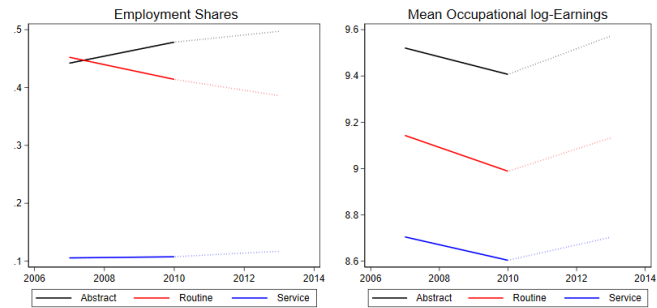 Employment Shares
.5
.4
.3
.2
.1
2006 2008 2010 2012 2014
Abstract Routine Service
Mean Occupational log-Earnings
9.6
9.4
9.2
9
8.8
8.6
2006 2008 2010 2012 2014
Abstract Routine Service